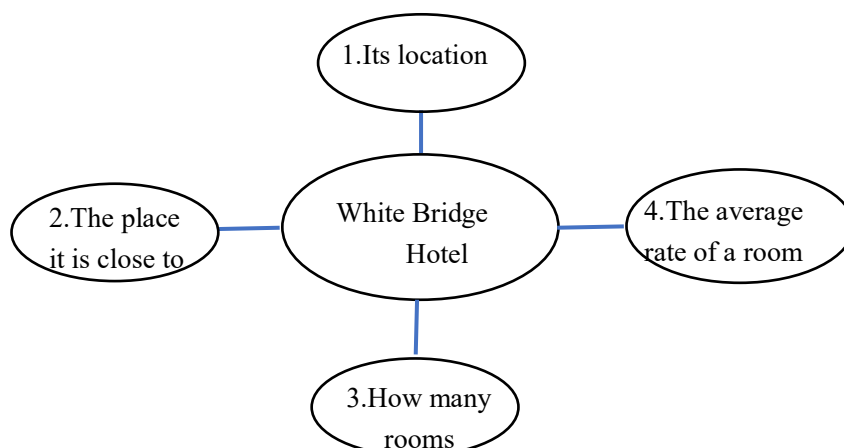 1.Its location
White Bridge
Hotel
2.The place
it is close to
4.The average
rate of a room
3.How many
rooms